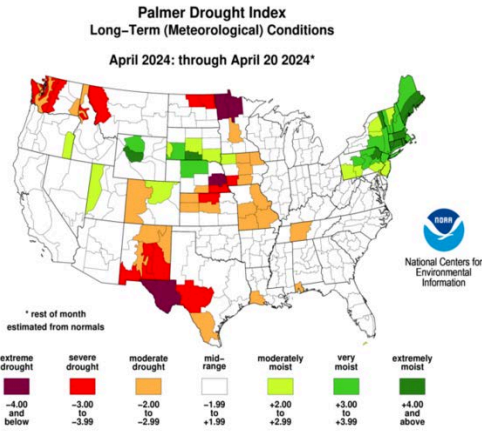 Palmer Drought Index
Long-Term (Meteorological) Conditions
April 2024: through April 20 2024*
NOAA
National Centers for
Environmental
Information
* rest of month
estimated from normals
extreme
drought
severe
drought
moderate
drought
mid-
range
moderately
moist
very
moist
extremely
moist
-4.00
and
below
-3.00
to
-3.99
-2.00
to
-2.99
-1.99
to
+1.99
+2.00
to
+2.99
+3.00
to
+3.99
+4.00
and
above